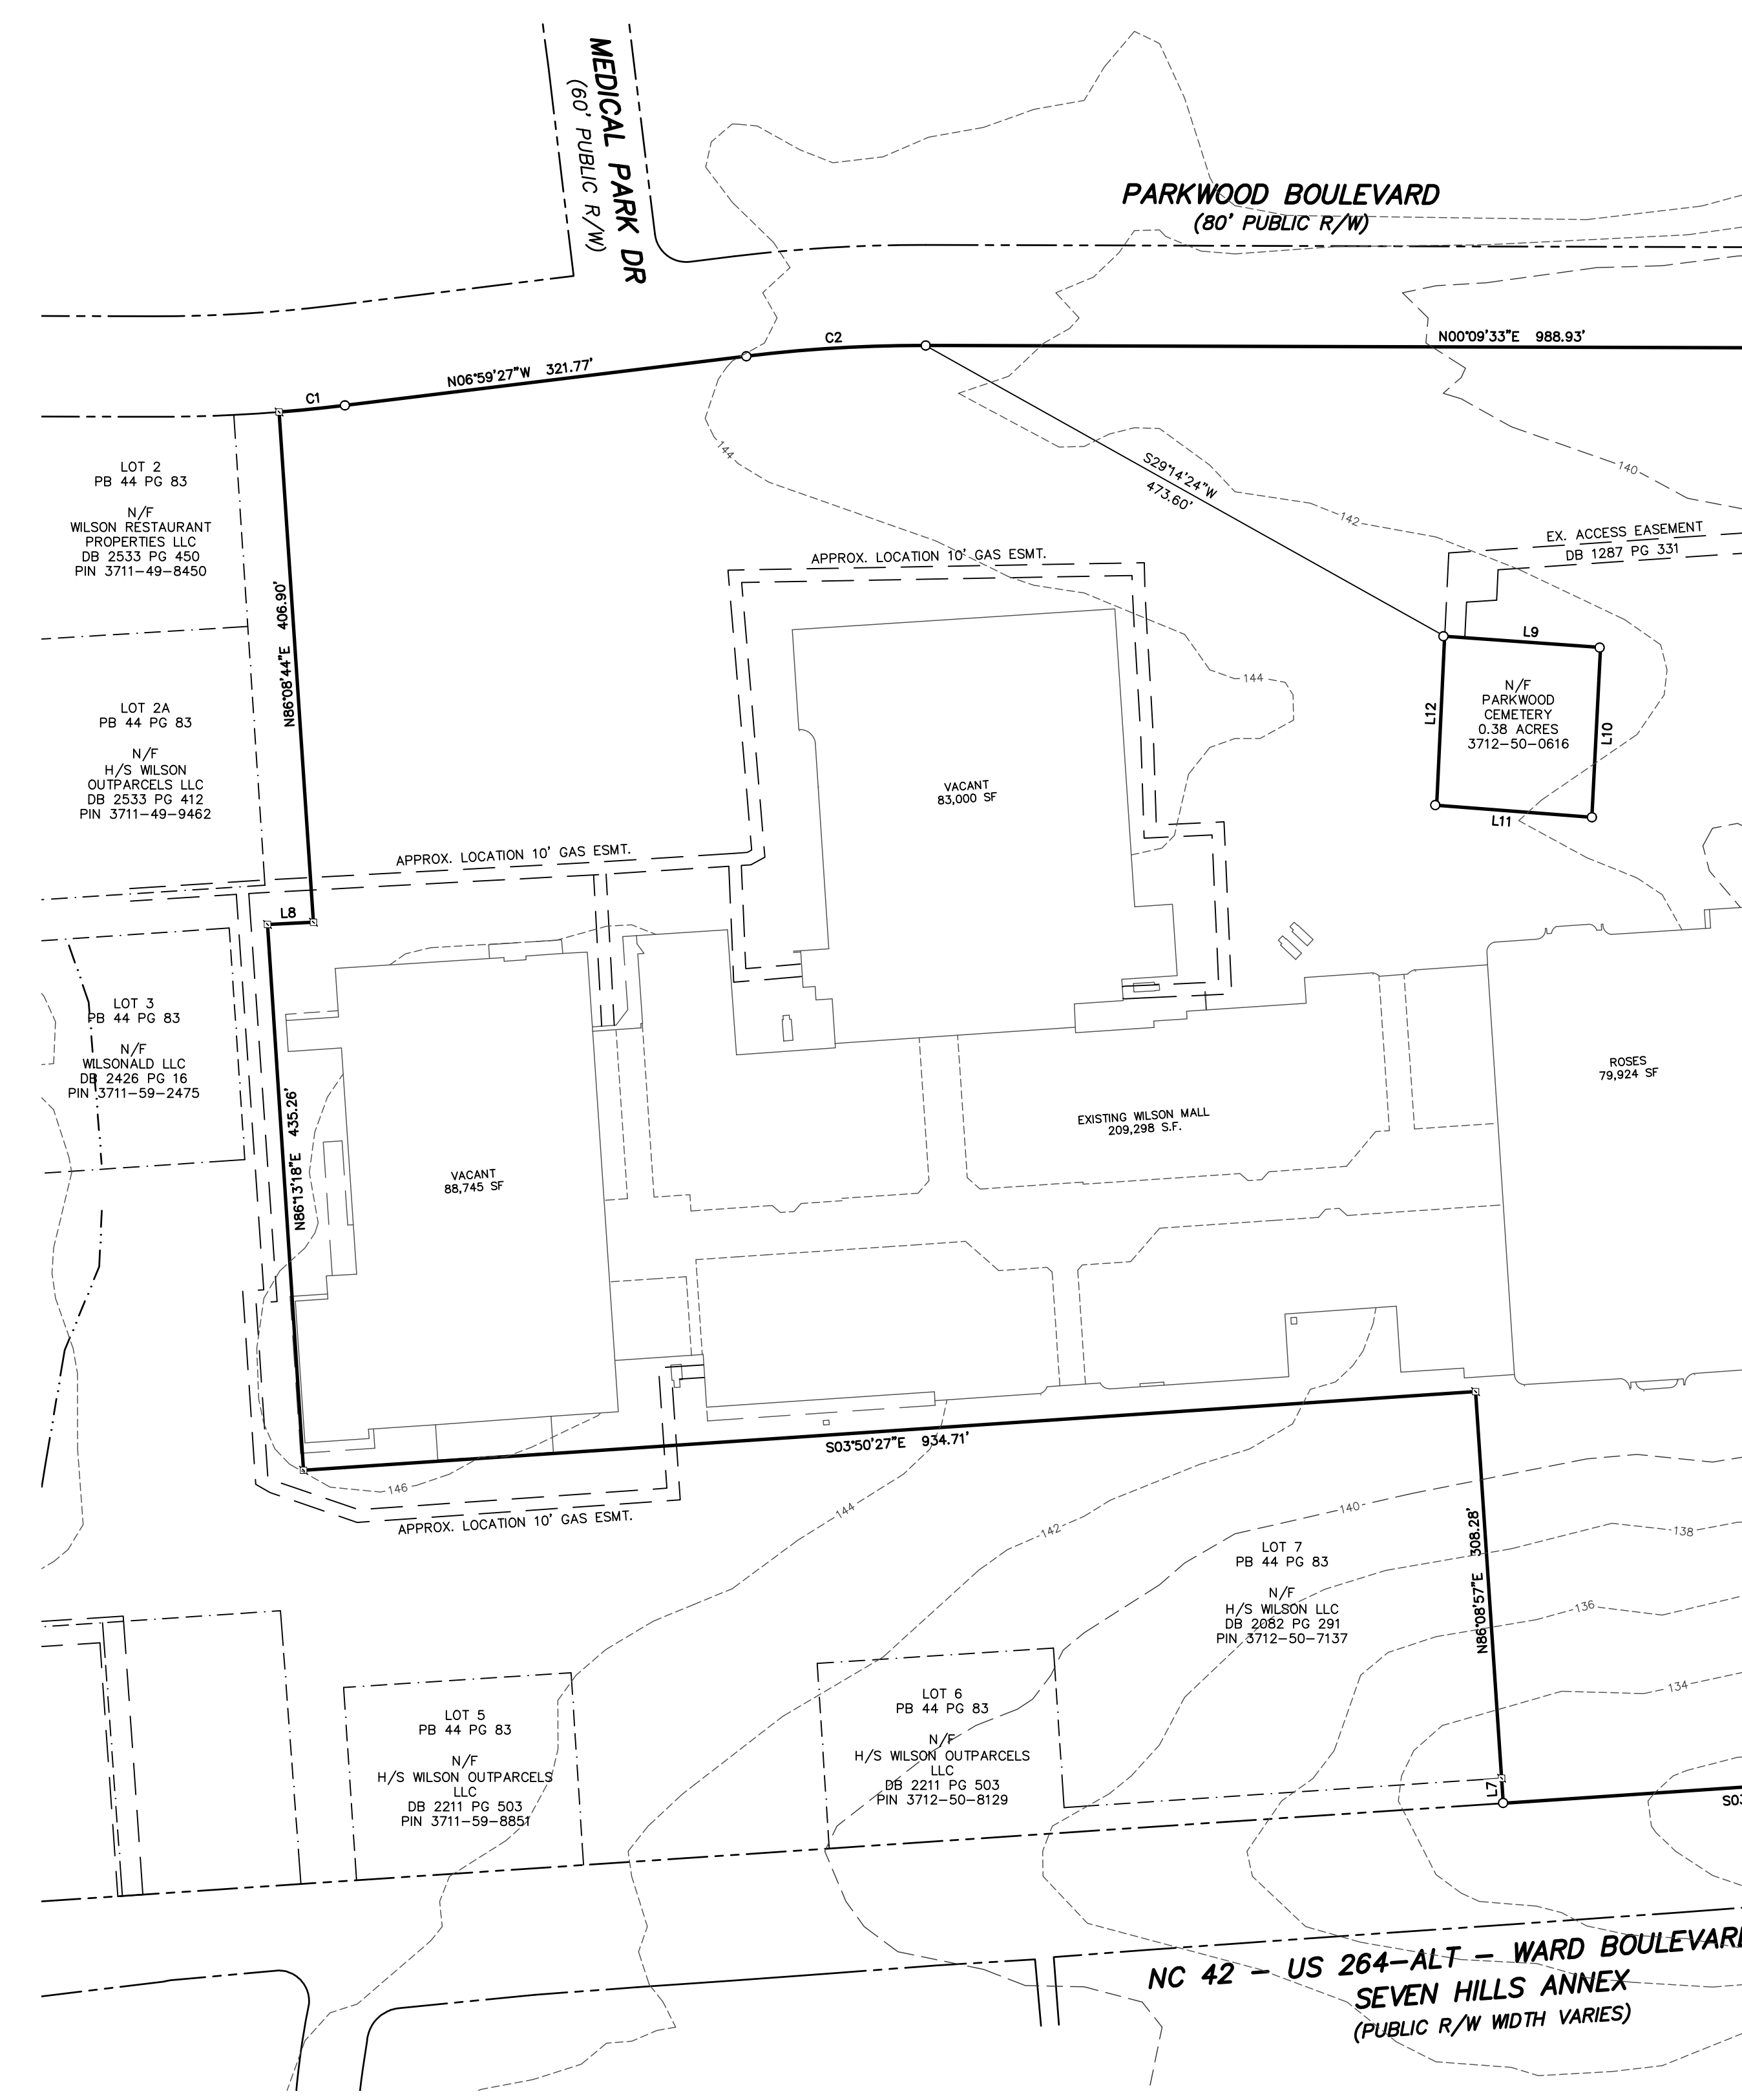 MEDICAL PARK DR
(60' PUBLIC R/W)
PARKWOOD BOULEVARD
(80' PUBLIC R/W)
C1
N06°59'27"W 321.77'
C2
N00°09'33"E 988.93'
LOT 2
PB 44 PG 83
N/F
WILSON RESTAURANT
PROPERTIES LLC
DB 2533 PG 450
PIN 3711-49-8450
N86°08'44"E 406.90'
144
S29°14'24"W
473.60'
140
142
EX. ACCESS EASEMENT
DB 1287 PG 331
APPROX. LOCATION 10' GAS ESMT.
LOT 2A
PB 44 PG 83
N/F
H/S WILSON
OUTPARCELS LLC
DB 2533 PG 412
PIN 3711-49-9462
144
L9
L12
N/F
PARKWOOD
CEMETERY
0.38 ACRES
3712-50-0616
L10
L11
VACANT
83,000 SF
APPROX. LOCATION 10' GAS ESMT.
L8
LOT 3
PB 44 PG 83
N/F
WILSONALD LLC
DB 2426 PG 16
PIN 3711-59-2475
N86°13'18"E 435.26'
VACANT
88,745 SF
EXISTING WILSON MALL
209,298 S.F.
ROSES
79,924 SF
S03°50'27"E 934.71'
146
APPROX. LOCATION 10' GAS ESMT.
144
142
140
138
136
134
N86°08'57"E 308.28'
LOT 7
PB 44 PG 83
N/F
H/S WILSON LLC
DB 2082 PG 291
PIN 3712-50-7137
LOT 5
PB 44 PG 83
N/F
H/S WILSON OUTPARCELS
LLC
DB 2211 PG 503
PIN 3711-59-8851
LOT 6
PB 44 PG 83
N/F
H/S WILSON OUTPARCELS
LLC
DB 2211 PG 503
PIN 3712-50-8129
L7
S03
NC 42 - US 264-ALT - WARD BOULEVARD
SEVEN HILLS ANNEX
(PUBLIC R/W WIDTH VARIES)